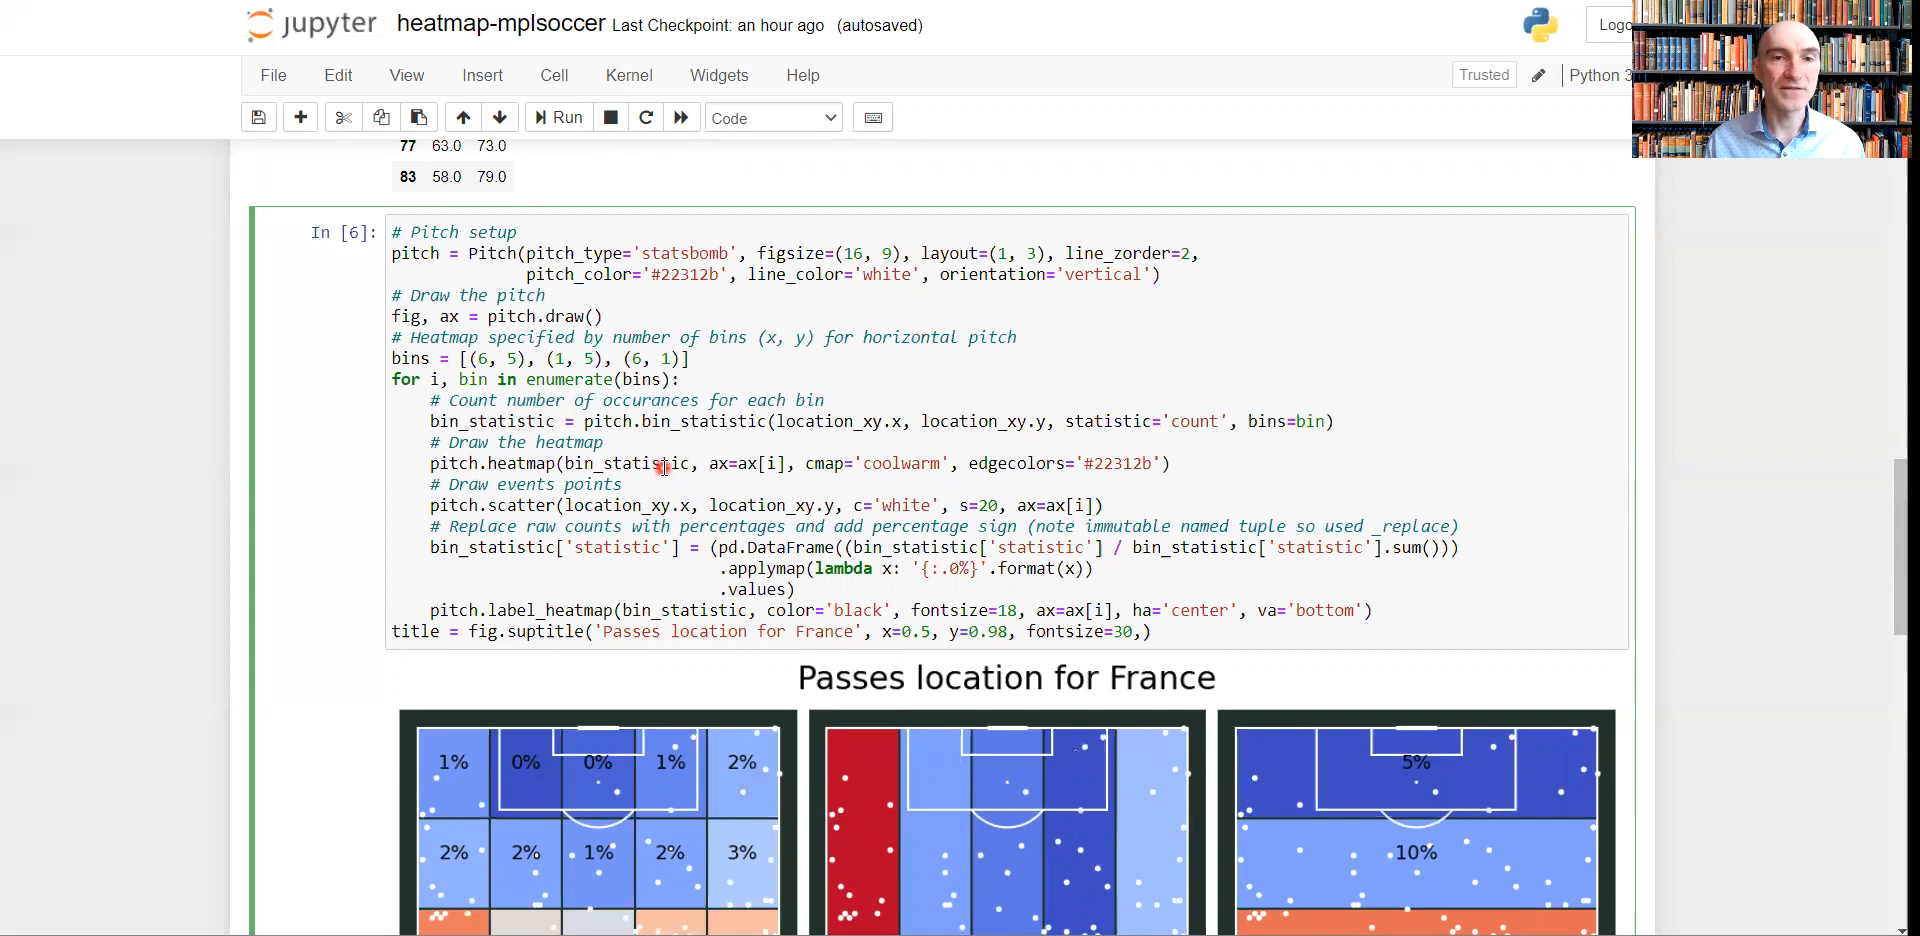 jupyter heatmap-mplsoccer Last Checkpoint: an hour ago (autosaved)
Logo
File Edit View Insert Cell Kernel Widgets Help
Trusted Python 3
Run Code
77 63.0 73.0
83 58.0 79.0
In [6]:
# Pitch setup
pitch = Pitch(pitch_type='statsbomb', figsize=(16, 9), layout=(1, 3), line_zorder=2,
pitch_color='#22312b', line_color='white', orientation='vertical')
# Draw the pitch
fig, ax = pitch.draw()
# Heatmap specified by number of bins (x, y) for horizontal pitch
bins = [(6, 5), (1, 5), (6, 1)]
for i, bin in enumerate(bins):
# Count number of occurances for each bin
bin_statistic = pitch.bin_statistic(location_xy.x, location_xy.y, statistic='count', bins=bin)
# Draw the heatmap
pitch.heatmap(bin_statistic, ax=ax[i], cmap='coolwarm', edgecolors='#22312b')
# Draw events points
pitch.scatter(location_xy.x, location_xy.y, c='white', s=20, ax=ax[i])
# Replace raw counts with percentages and add percentage sign (note immutable named tuple so used _replace)
bin_statistic['statistic'] = (pd.DataFrame((bin_statistic['statistic'] / bin_statistic['statistic'].sum()))
.applymap(lambda x: '{:.0%}'.format(x))
.values)
pitch.label_heatmap(bin_statistic, color='black', fontsize=18, ax=ax[i], ha='center', va='bottom')
title = fig.suptitle('Passes location for France', x=0.5, y=0.98, fontsize=30,)
Passes location for France
1% 0% 0% 1% 2% 5%
2% 2% 1% 2% 3% 10%